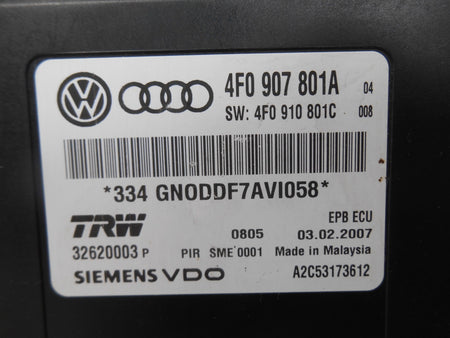 4F0 907 801A 04
SW: 4F0 910 801C 008
*334 GNODDF7AVI058*
TRW 0805 EPB ECU
03.02.2007
32620003 P PIR SME'0001 Made in Malaysia
SIEMENS VDO A2C53173612